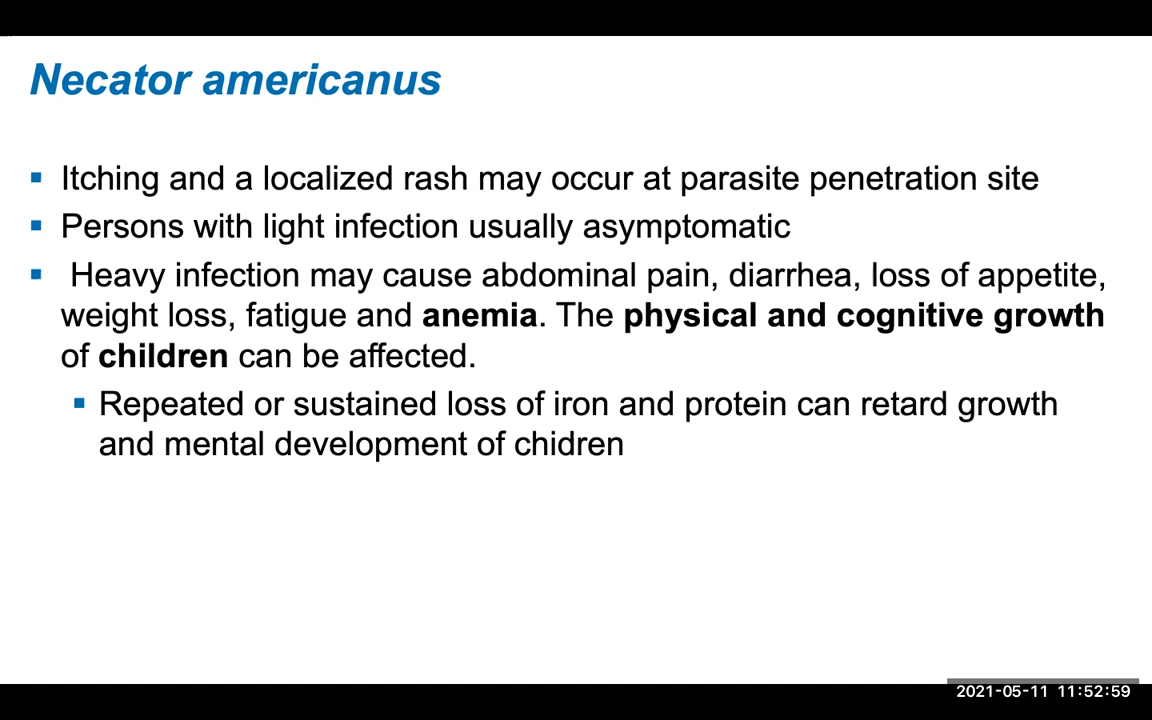 Necator americanus
▪ Itching and a localized rash may occur at parasite penetration site
▪ Persons with light infection usually asymptomatic
▪ Heavy infection may cause abdominal pain, diarrhea, loss of appetite,
weight loss, fatigue and anemia. The physical and cognitive growth
of children can be affected.
▪ Repeated or sustained loss of iron and protein can retard growth
and mental development of chidren
2021-05-11 11:52:59